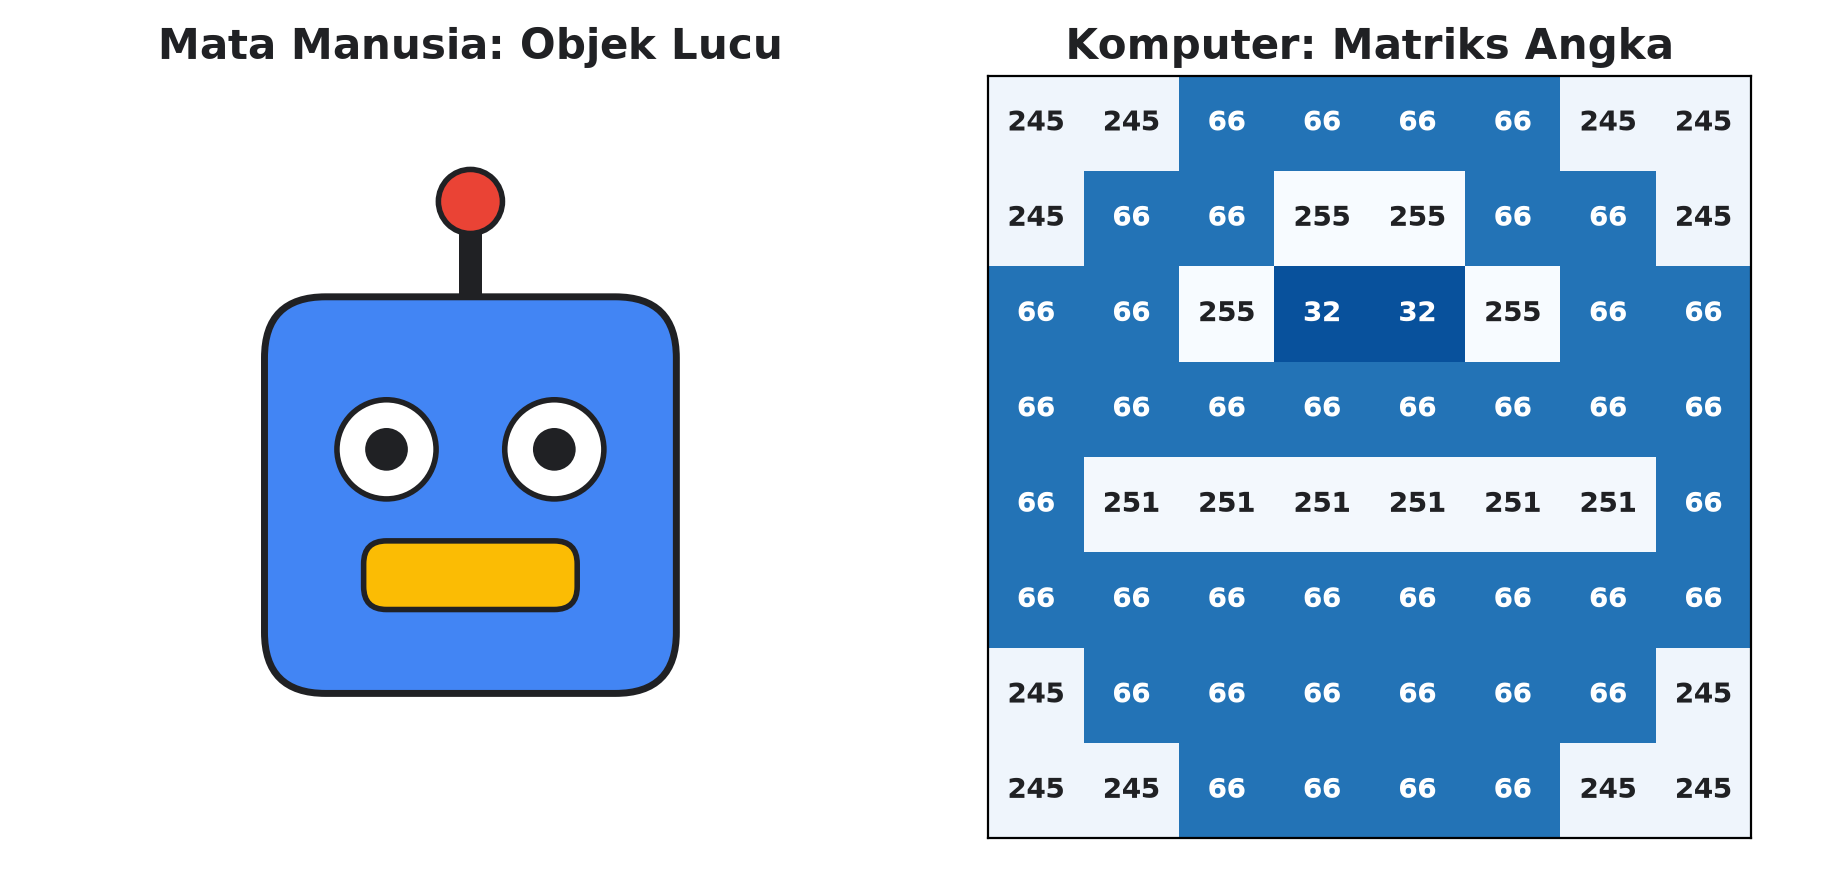 Mata Manusia: Objek Lucu
Komputer: Matriks Angka
245 245 66 66 66 66 245 245
245 66 66 255 255 66 66 245
66 66 255 32 32 255 66 66
66 66 66 66 66 66 66 66
66 251 251 251 251 251 251 66
66 66 66 66 66 66 66 66
245 66 66 66 66 66 66 245
245 245 66 66 66 66 245 245